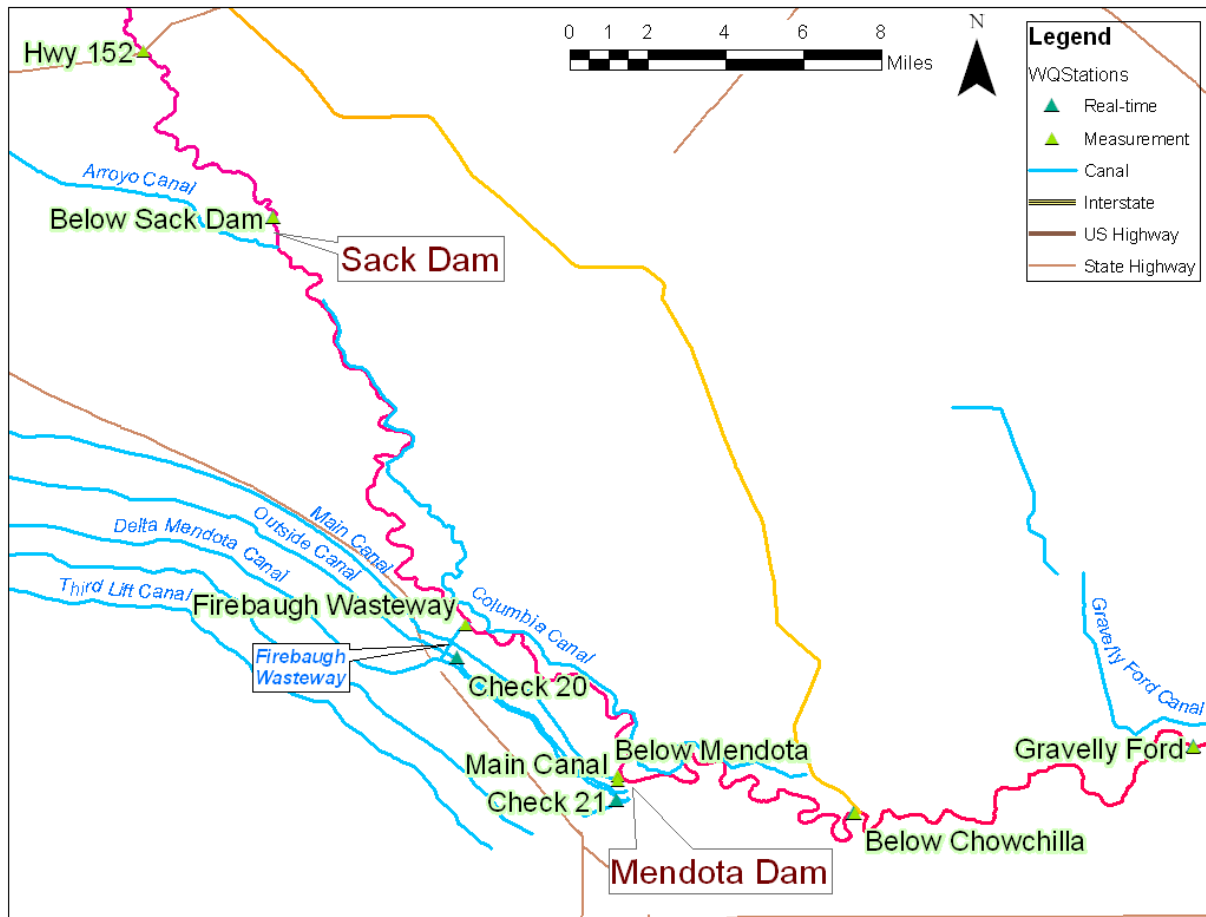 Hwy 152
0 1 2 4 6 8
Miles
N
Legend
WQStations
Real-time
Measurement
Canal
Interstate
US Highway
State Highway
Arroyo Canal
Below Sack Dam
Sack Dam
Main Canal
Outside Canal
Delta Mendota Canal
Third Lift Canal
Firebaugh Wasteway
Columbia Canal
Firebaugh
Wasteway
Check 20
Gravelly Ford Canal
Gravelly Ford
Below Mendota
Main Canal
Check 21
Below Chowchilla
Mendota Dam